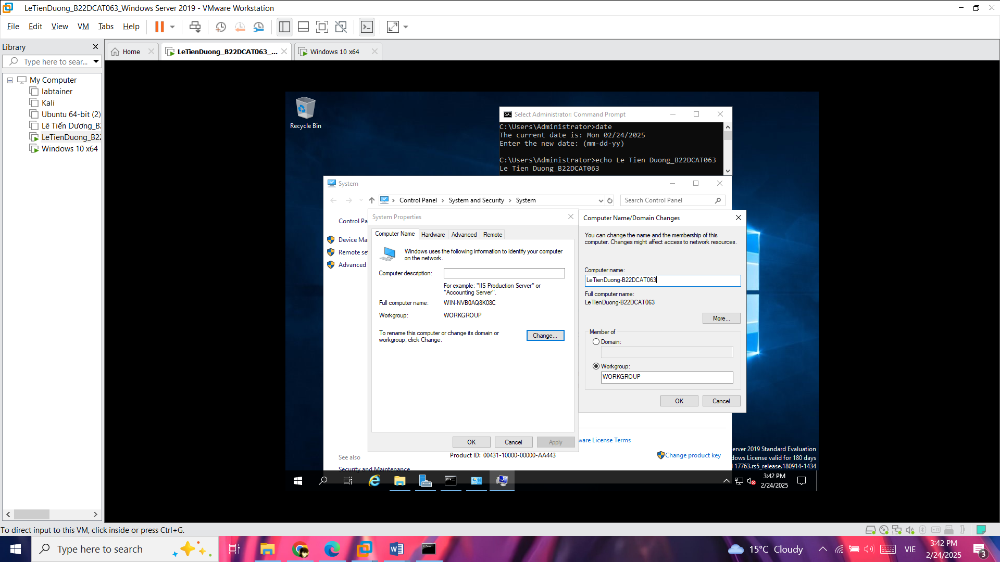 LeTienDuong_B22DCAT063_Windows Server 2019 - VMware Workstation
File Edit View VM Tabs Help
Library
Type here to sear...
My Computer
labtainer
Kali
Ubuntu 64-bit (2)
Lê Tiến Dương_B2
LeTienDuong_B22
Windows 10 x64
Home
LeTienDuong_B22DCAT063_...
Windows 10 x64
Recycle Bin
Select Administrator: Command Prompt
C:\Users\Administrator>date
The current date is: Mon 02/24/2025
Enter the new date: (mm-dd-yy)
C:\Users\Administrator>echo Le Tien Duong_B22DCAT063
Le Tien Duong_B22DCAT063
System
Control Panel > System and Security > System
Search Control Panel
Control Pa
Device Mar
Remote set
Advanced
System Properties
Computer Name Hardware Advanced Remote
Windows uses the following information to identify your computer
on the network.
Computer description:
For example: "IIS Production Server" or
"Accounting Server".
Full computer name: WIN-NVB0AQ8K08C
Workgroup: WORKGROUP
To rename this computer or change its domain or
workgroup, click Change.
Change...
OK Cancel Apply
Computer Name/Domain Changes
You can change the name and the membership of this
computer. Changes might affect access to network resources.
Computer name:
LeTienDuong-B22DCAT063
Full computer name:
LeTienDuong-B22DCAT063
More...
Member of
Domain:
Workgroup:
WORKGROUP
OK Cancel
ware License Terms
Product ID: 00431-10000-00000-AA443
Change product key
See also
Security and Maintenance
erver 2019 Standard Evaluation
dows License valid for 180 days
17763.rs5_release.180914-1434
3:42 PM
2/24/2025
To direct input to this VM, click inside or press Ctrl+G.
Type here to search
15°C Cloudy
VIE
3:42 PM
2/24/2025
3